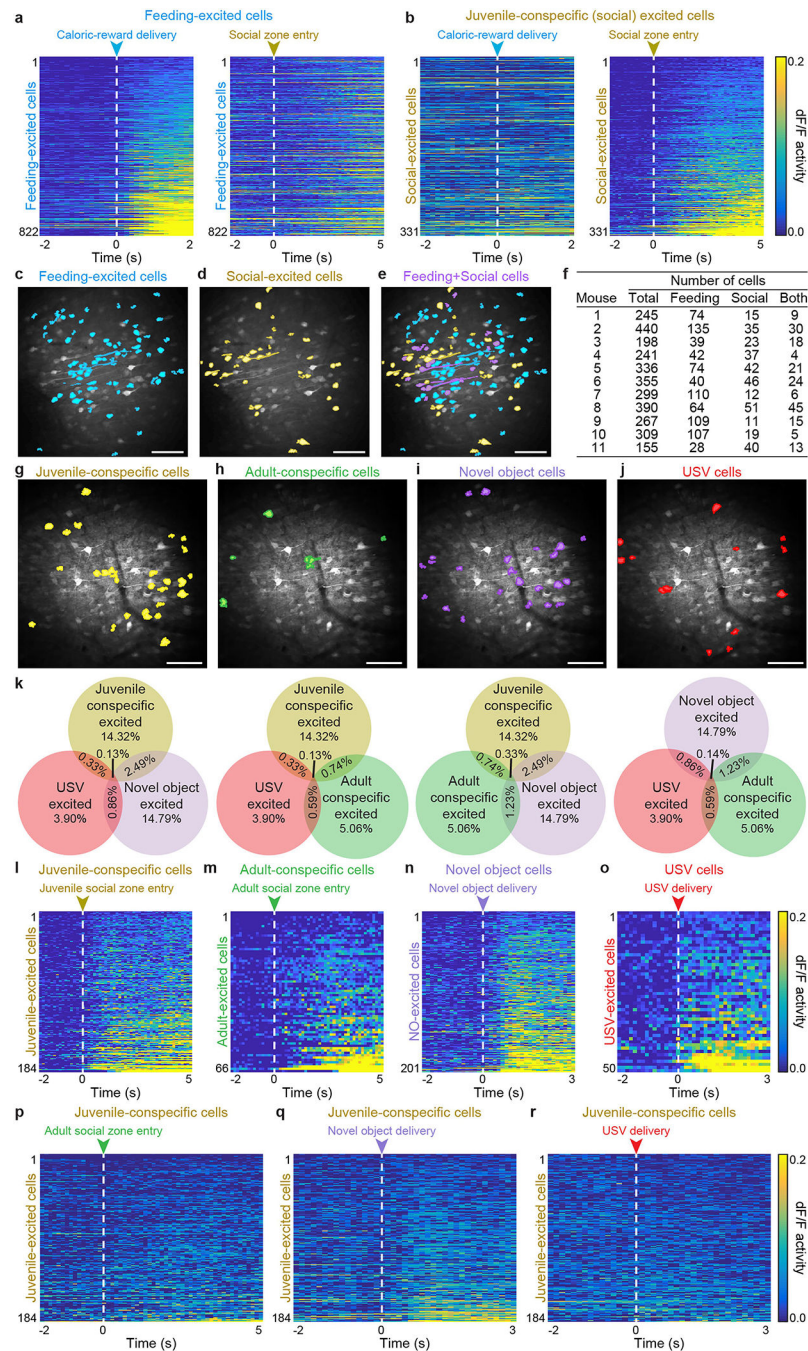 a
Feeding-excited cells
Caloric-reward delivery
Social zone entry
1
Feeding-excited cells
822
-2
0
2
Time (s)
1
Feeding-excited cells
822
-2
0
5
Time (s)
b
Juvenile-conspecific (social) excited cells
Caloric-reward delivery
Social zone entry
1
Social-excited cells
331
-2
0
2
Time (s)
1
Social-excited cells
331
-2
0
5
Time (s)
0.2
dF/F activity
0.0
c
Feeding-excited cells
d
Social-excited cells
e
Feeding+Social cells
f
Number of cells
Mouse Total Feeding Social Both
1 245 74 15 9
2 440 135 35 30
3 198 39 23 18
4 241 42 37 4
5 336 74 42 21
6 355 40 46 24
7 299 110 12 6
8 390 64 51 45
9 267 109 11 15
10 309 107 19 5
11 155 28 40 13
g
Juvenile-conspecific cells
h
Adult-conspecific cells
i
Novel object cells
j
USV cells
k
Juvenile
conspecific
excited
14.32%
0.13%
0.33%
2.49%
USV
excited
3.90%
0.86%
Novel object
excited
14.79%
Juvenile
conspecific
excited
14.32%
0.13%
0.33%
0.74%
USV
excited
3.90%
0.59%
Adult
conspecific
excited
5.06%
Juvenile
conspecific
excited
14.32%
0.33%
0.74%
2.49%
Adult
conspecific
excited
5.06%
1.23%
Novel object
excited
14.79%
Novel object
excited
14.79%
0.14%
0.86%
1.23%
USV
excited
3.90%
0.59%
Adult
conspecific
excited
5.06%
l
Juvenile-conspecific cells
Juvenile social zone entry
1
Juvenile-excited cells
184
-2
0
5
Time (s)
m
Adult-conspecific cells
Adult social zone entry
1
Adult-excited cells
66
-2
0
5
Time (s)
n
Novel object cells
Novel object delivery
1
NO-excited cells
201
-2
0
3
Time (s)
o
USV cells
USV delivery
1
USV-excited cells
50
-2
0
3
Time (s)
0.2
dF/F activity
0.0
p
Juvenile-conspecific cells
Adult social zone entry
1
Juvenile-excited cells
184
-2
0
5
Time (s)
q
Juvenile-conspecific cells
Novel object delivery
1
Juvenile-excited cells
184
-2
0
3
Time (s)
r
Juvenile-conspecific cells
USV delivery
1
Juvenile-excited cells
184
-2
0
3
Time (s)
0.2
dF/F activity
0.0